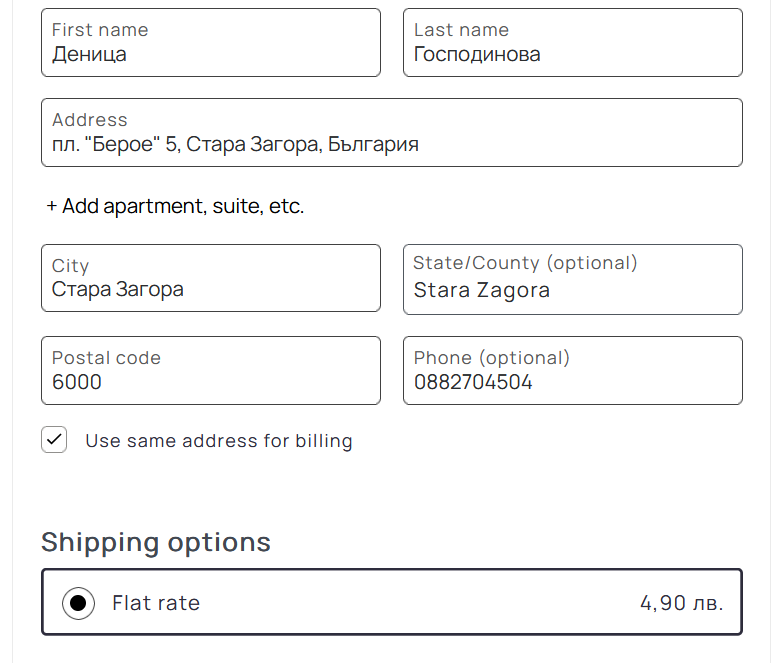 First name
Деница
Last name
Господинова
Address
пл. "Берое" 5, Стара Загора, България
+ Add apartment, suite, etc.
City
Стара Загора
State/County (optional)
Stara Zagora
Postal code
6000
Phone (optional)
0882704504
Use same address for billing
Shipping options
Flat rate
4,90 лв.